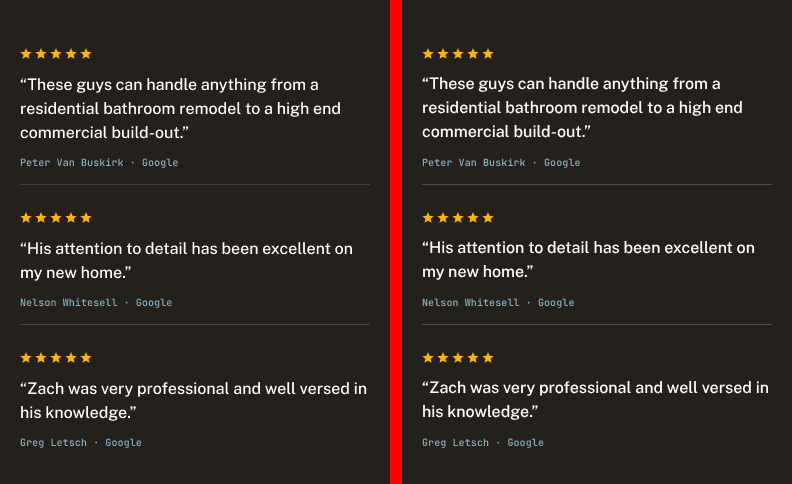 “These guys can handle anything from a
residential bathroom remodel to a high end
commercial build-out.”
Peter Van Buskirk · Google
“His attention to detail has been excellent on
my new home.”
Nelson Whitesell · Google
“Zach was very professional and well versed in
his knowledge.”
Greg Letsch · Google
“These guys can handle anything from a
residential bathroom remodel to a high end
commercial build-out.”
Peter Van Buskirk · Google
“His attention to detail has been excellent on
my new home.”
Nelson Whitesell · Google
“Zach was very professional and well versed in
his knowledge.”
Greg Letsch · Google